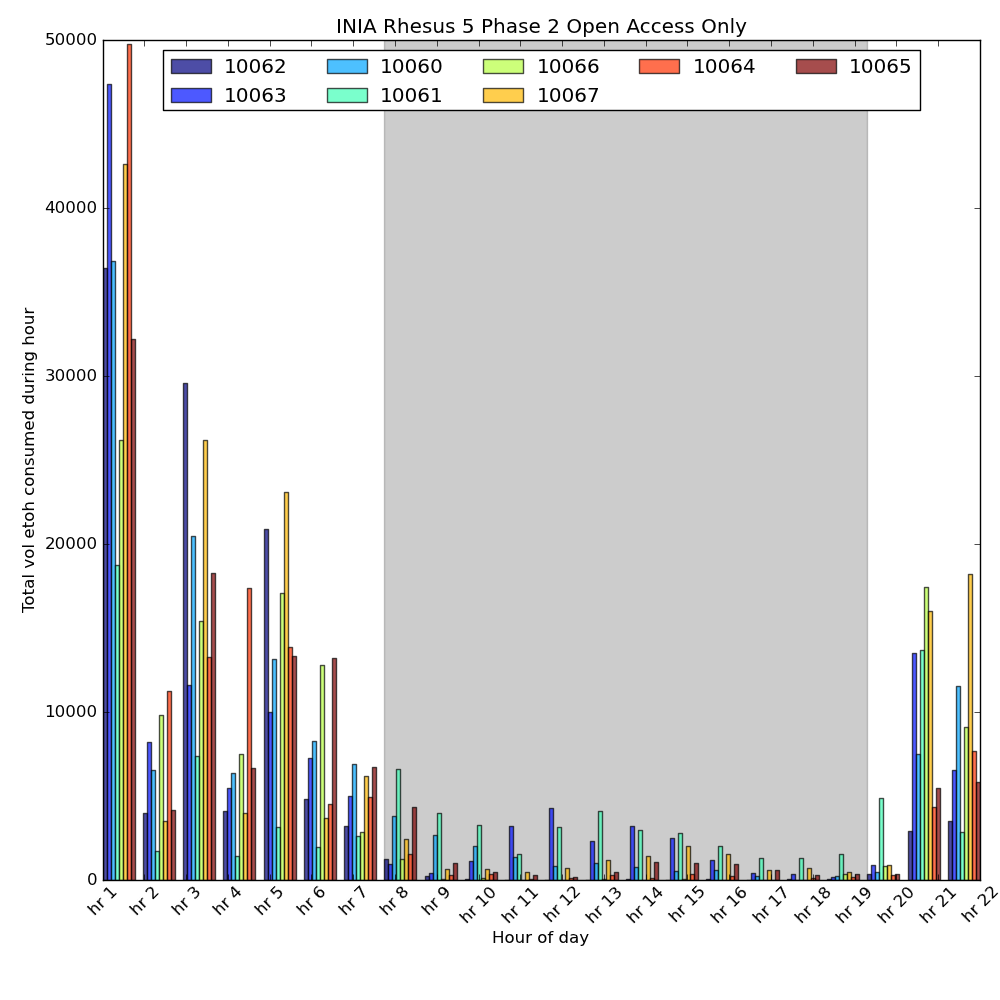 INIA Rhesus 5 Phase 2 Open Access Only
10062 10060 10066 10064 10065
10063 10061 10067
50000
40000
30000
20000
10000
0
Total vol etoh consumed during hour
hr 1 hr 2 hr 3 hr 4 hr 5 hr 6 hr 7 hr 8 hr 9 hr 10 hr 11 hr 12 hr 13 hr 14 hr 15 hr 16 hr 17 hr 18 hr 19 hr 20 hr 21 hr 22
Hour of day